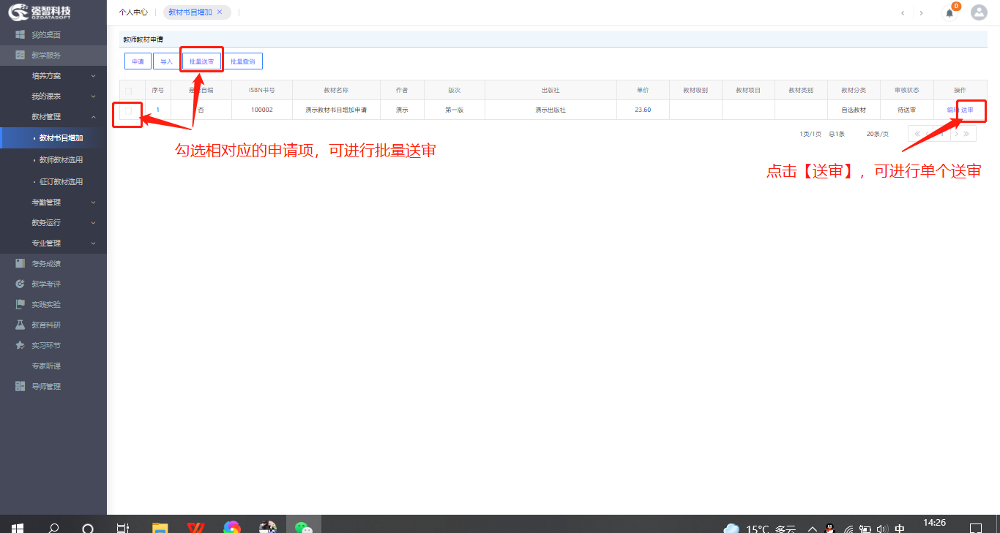 强智科技
QZDATASOFT
个人中心
教材书目增加 ×
0
我的桌面
教学服务
培养方案
我的课表
教材管理
教材书目增加
教师教材选用
征订教材选用
考勤管理
教务运行
专业管理
考务成绩
教学考评
实践实验
教育科研
实习环节
专家听课
导师管理
教师教材申请
申请 导入 批量送审 批量撤销
序号 自编 ISBN书号 教材名称 作者 版次 出版社 单价 教材级别 教材项目 教材类别 教材分类 审核状态 操作
1 否 100002 演示教材书目增加申请 演示 第一版 演示出版社 23.60 自选教材 待送审 编辑 送审
1页/1页 总1条 20条/页
勾选相对应的申请项，可进行批量送审
点击【送审】，可进行单个送审
15°C 多云 中 14:26